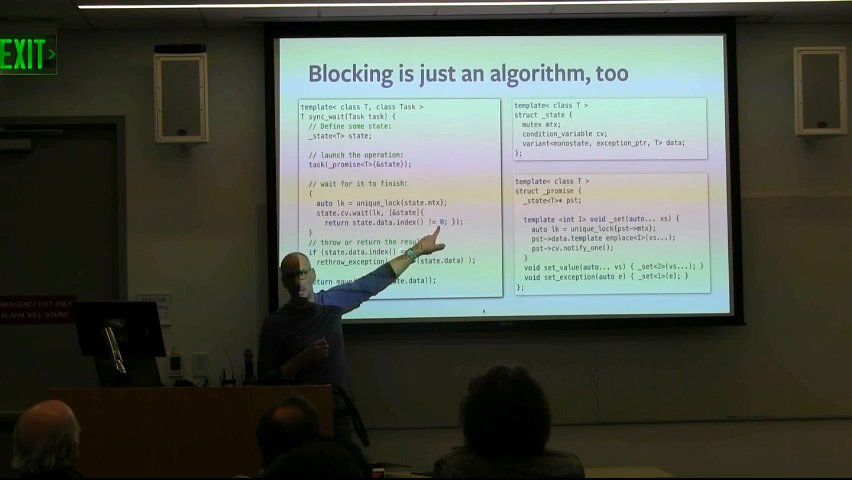 EXIT
Blocking is just an algorithm, too
template< class T, class Task >
T sync_wait(Task task) {
// Define some state:
_state<T> state;
// launch the operation:
task(_promise<T>{&state});
// wait for it to finish:
{
auto lk = unique_lock{state.mtx};
state.cv.wait(lk, [&state]{
return state.data.index() != 0; });
}
// throw or return the resu
if (state.data.index() ==
rethrow_exception( state.data) );
return move( ate.data));
template< class T >
struct _state {
mutex mtx;
condition_variable cv;
variant<monostate, exception_ptr, T> data;
};
template< class T >
struct _promise {
_state<T>* pst;
template <int I> void _set(auto... xs) {
auto lk = unique_lock{pst->mtx};
pst->data.template emplace<I>(xs...);
pst->cv.notify_one();
}
void set_value(auto... vs) { _set<2>(vs...); }
void set_exception(auto e) { _set<1>(e); }
};
EMERGENCY EXIT ONLY
ALARM WILL SOUND